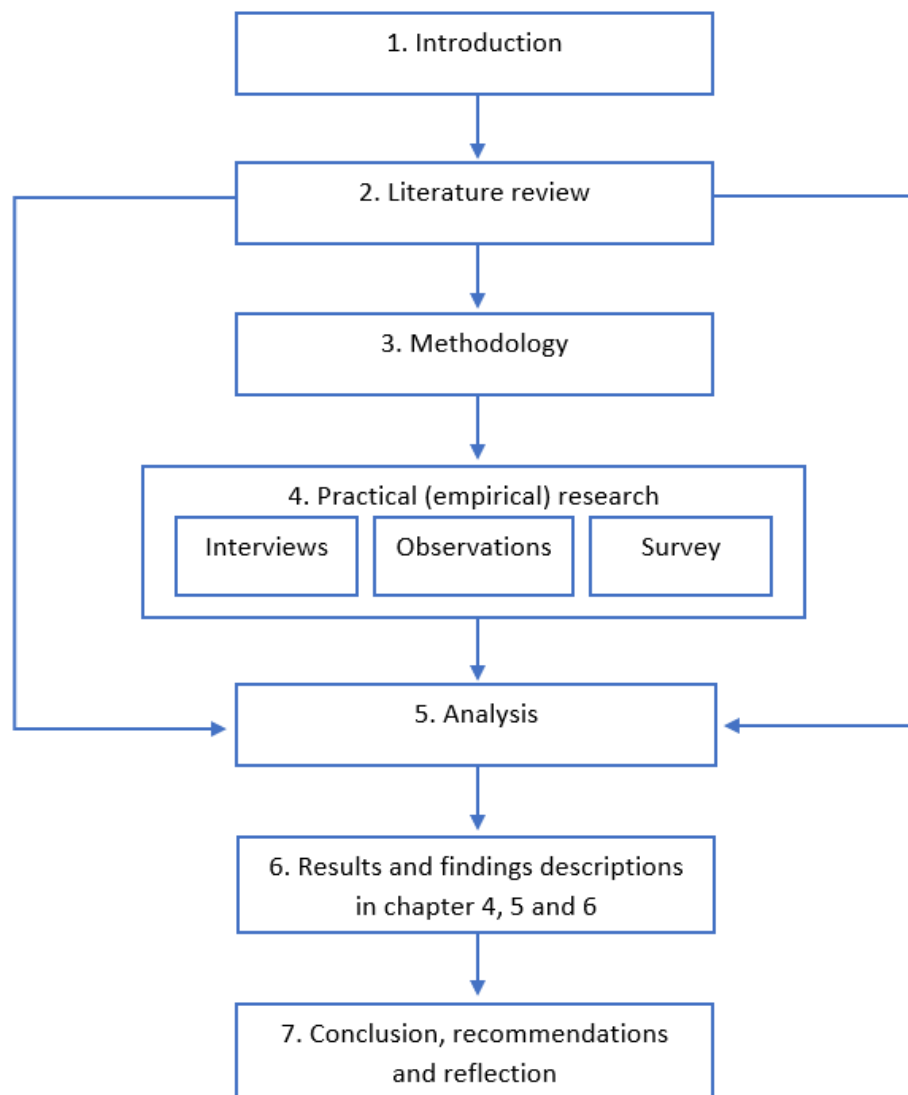 1. Introduction
2. Literature review
3. Methodology
4. Practical (empirical) research
Interviews
Observations
Survey
5. Analysis
6. Results and findings descriptions
in chapter 4, 5 and 6
7. Conclusion, recommendations
and reflection